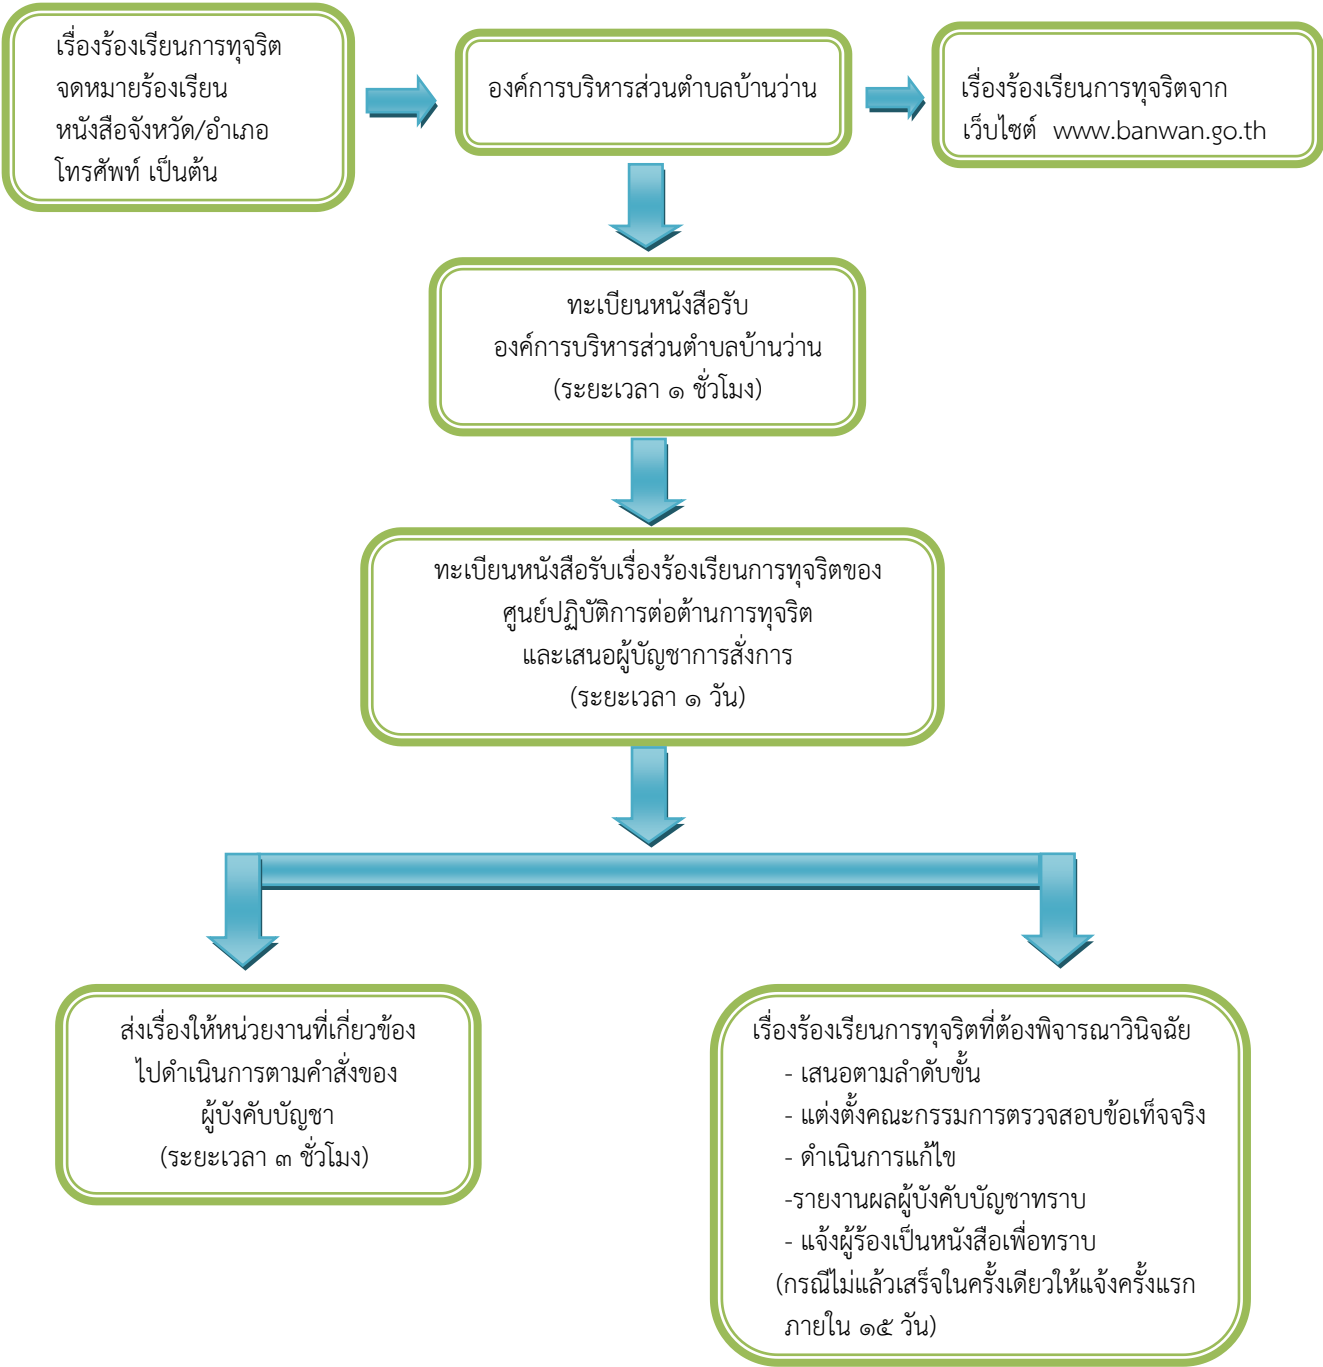 เรื่องร้องเรียนการทุจริต
จดหมายร้องเรียน
หนังสือจังหวัด/อำเภอ
โทรศัพท์ เป็นต้น
องค์การบริหารส่วนตำบลบ้านว่าน
เรื่องร้องเรียนการทุจริตจาก
เว็บไซต์ www.banwan.go.th
ทะเบียนหนังสือรับ
องค์การบริหารส่วนตำบลบ้านว่าน
(ระยะเวลา ๑ ชั่วโมง)
ทะเบียนหนังสือรับเรื่องร้องเรียนการทุจริตของ
ศูนย์ปฏิบัติการต่อต้านการทุจริต
และเสนอผู้บัญชาการสั่งการ
(ระยะเวลา ๑ วัน)
ส่งเรื่องให้หน่วยงานที่เกี่ยวข้อง
ไปดำเนินการตามคำสั่งของ
ผู้บังคับบัญชา
(ระยะเวลา ๓ ชั่วโมง)
เรื่องร้องเรียนการทุจริตที่ต้องพิจารณาวินิจฉัย
- เสนอตามลำดับขั้น
- แต่งตั้งคณะกรรมการตรวจสอบข้อเท็จจริง
- ดำเนินการแก้ไข
-รายงานผลผู้บังคับบัญชาทราบ
- แจ้งผู้ร้องเป็นหนังสือเพื่อทราบ
(กรณีไม่แล้วเสร็จในครั้งเดียวให้แจ้งครั้งแรก
ภายใน ๑๕ วัน)